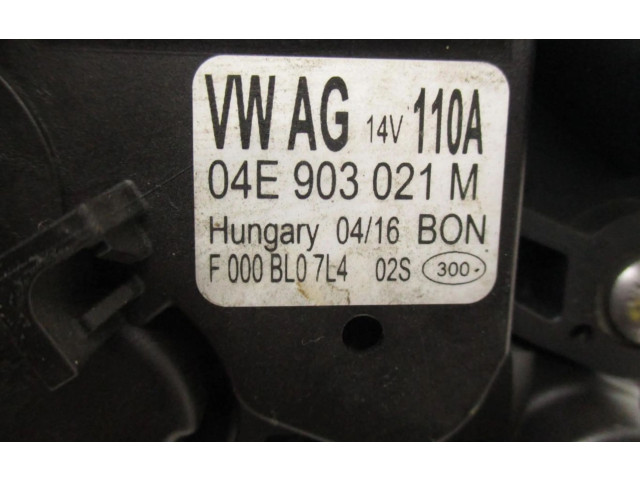 VW AG 14V 110A
04E 903 021 M
Hungary 04/16 BON
F 000 BL0 7L4 02S 300